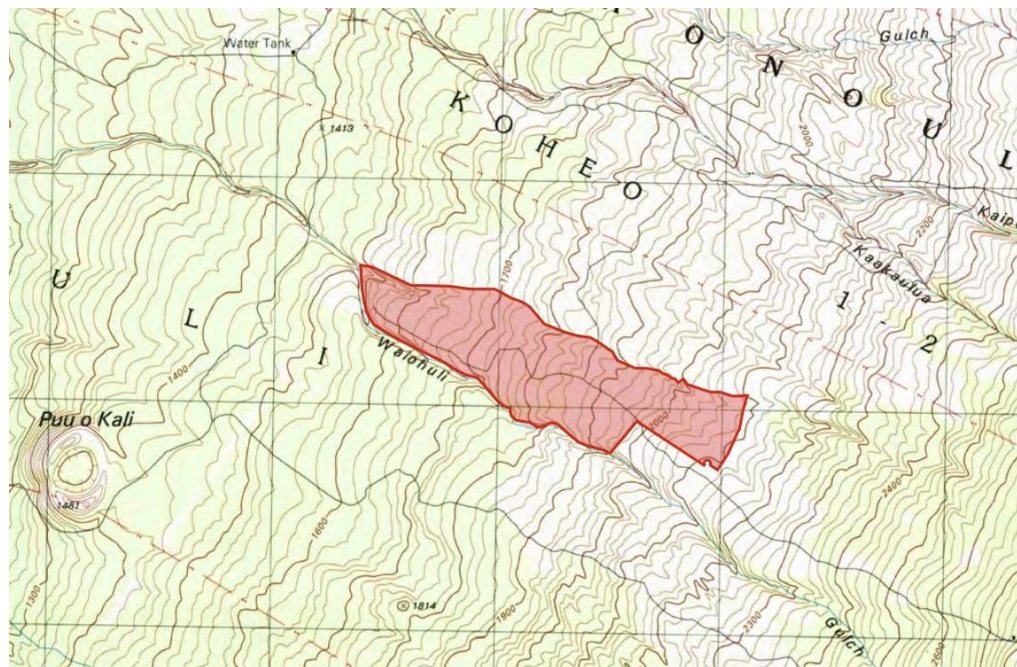 Water Tank
Gulch
O N O U L
K O H E O
1413
2000
Kaip
2200
Kaakaulua
1-2
1700
U L I
Waiohuli
1400
Puu o Kali
1481
2000
2400
1600
1300
1814
1900
2300
Gulch